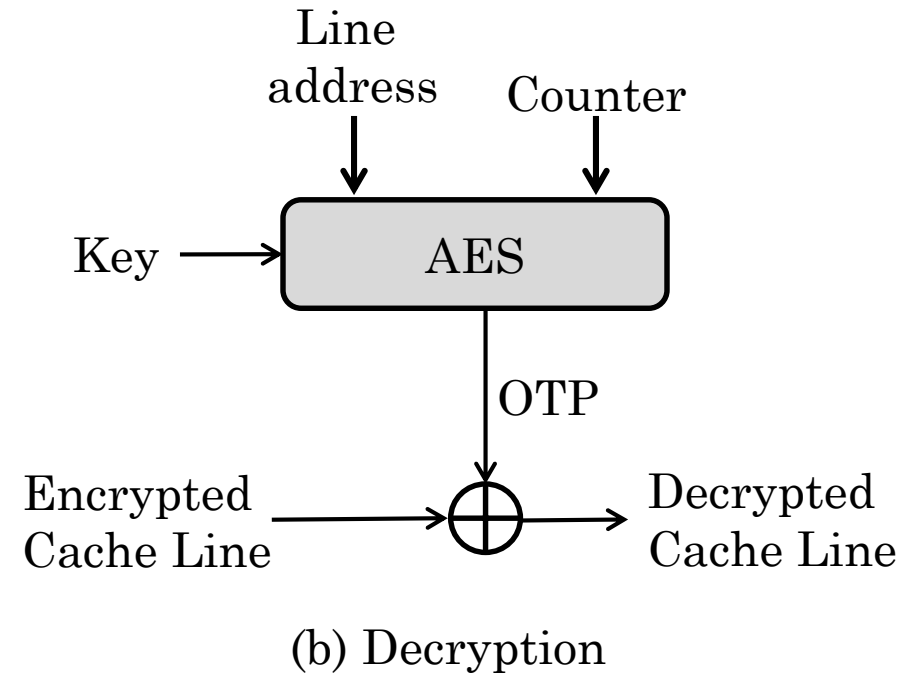 Line
address
Counter
Key
AES
OTP
Encrypted
Cache Line
Decrypted
Cache Line
(b) Decryption